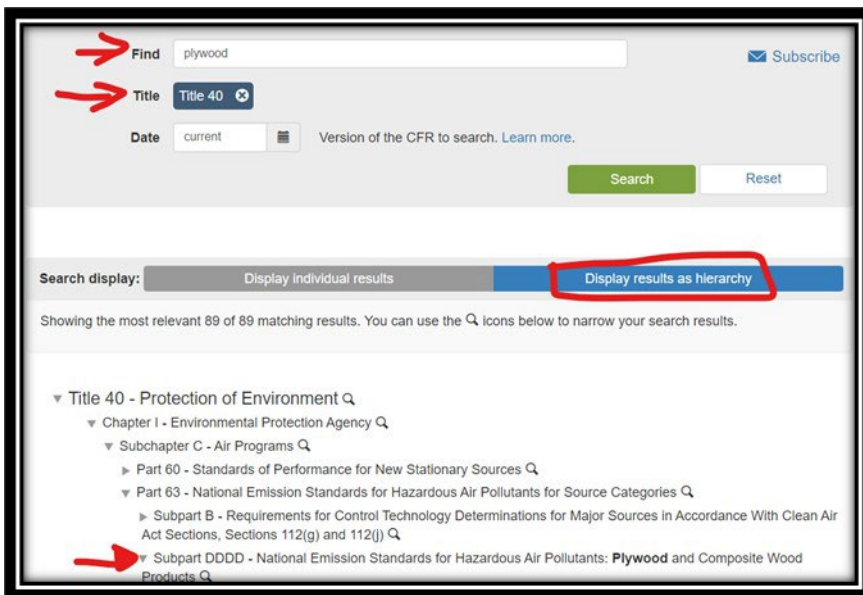 Find plywood Subscribe
Title Title 40
Date current Version of the CFR to search. Learn more.
Search Reset
Search display: Display individual results Display results as hierarchy
Showing the most relevant 89 of 89 matching results. You can use the icons below to narrow your search results.
Title 40 - Protection of Environment
Chapter I - Environmental Protection Agency
Subchapter C - Air Programs
Part 60 - Standards of Performance for New Stationary Sources
Part 63 - National Emission Standards for Hazardous Air Pollutants for Source Categories
Subpart B - Requirements for Control Technology Determinations for Major Sources in Accordance With Clean Air
Act Sections, Sections 112(g) and 112(j)
Subpart DDDD - National Emission Standards for Hazardous Air Pollutants: Plywood and Composite Wood
Products